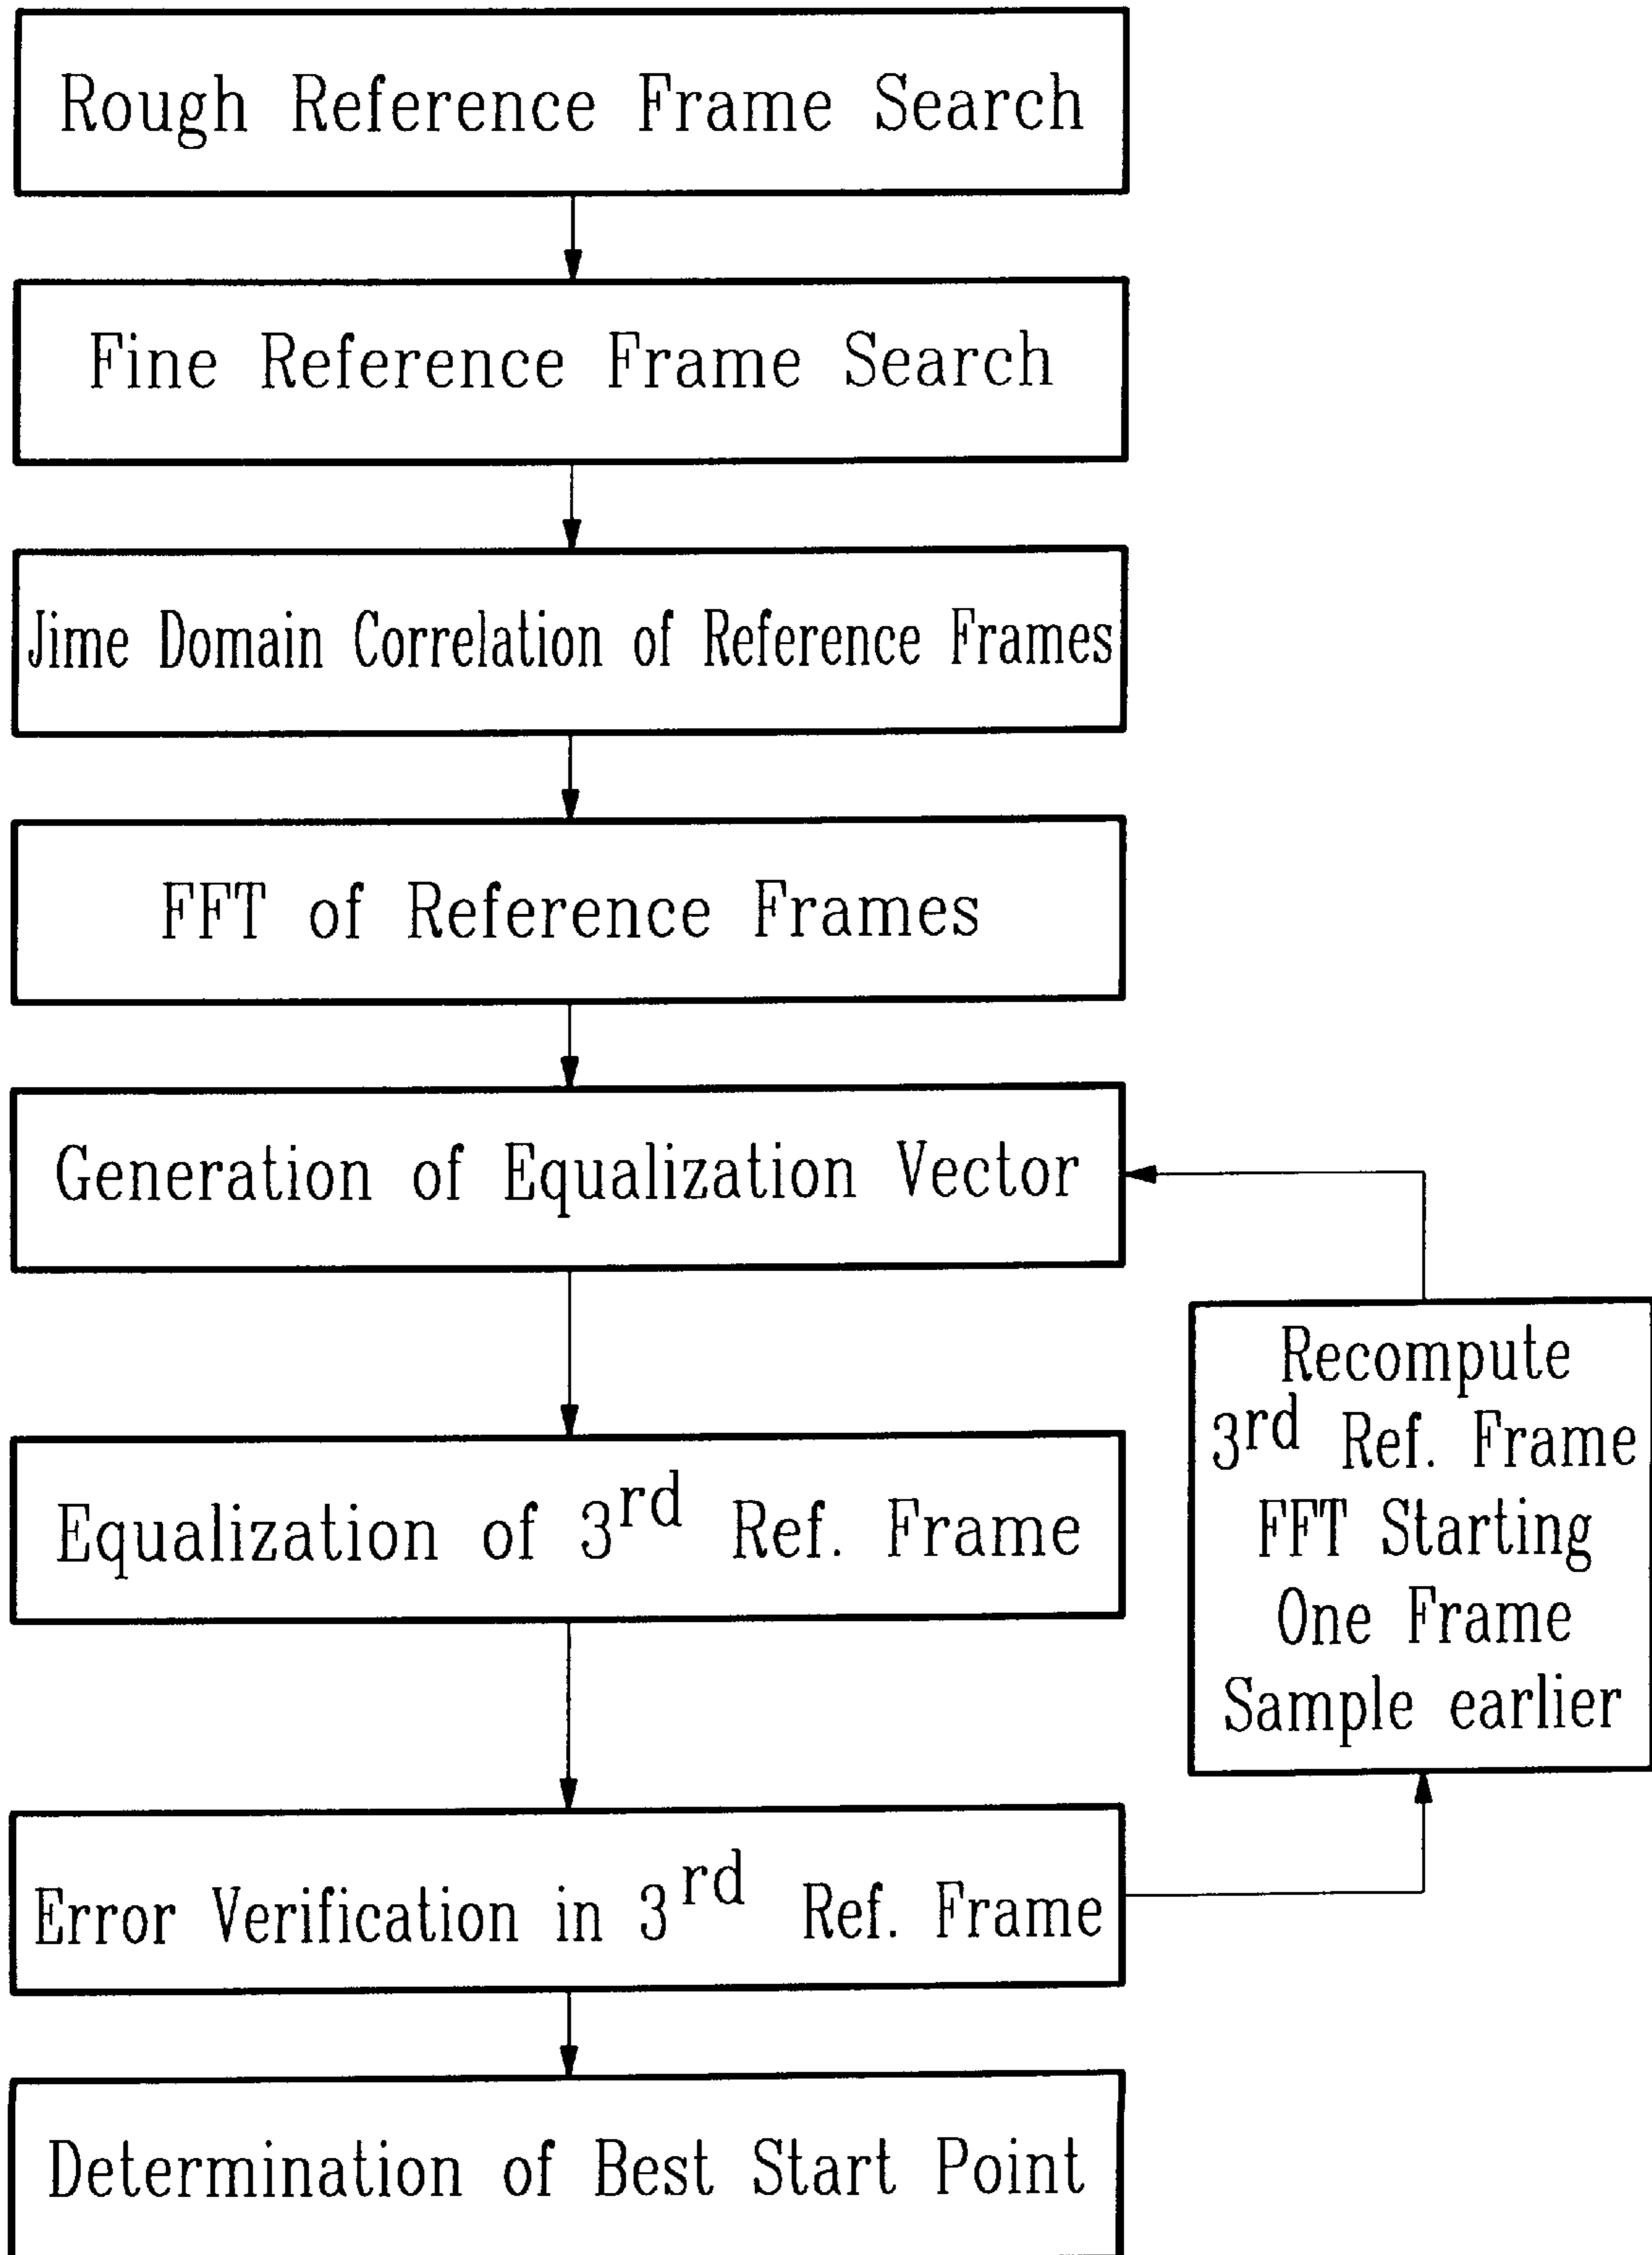 Rough Reference Frame Search
Fine Reference Frame Search
Jime Domain Correlation of Reference Frames
FFT of Reference Frames
Generation of Equalization Vector
Recompute
3rd Ref. Frame
FFT Starting
One Frame
Sample earlier
Equalization of 3rd Ref. Frame
Error Verification in 3rd Ref. Frame
Determination of Best Start Point